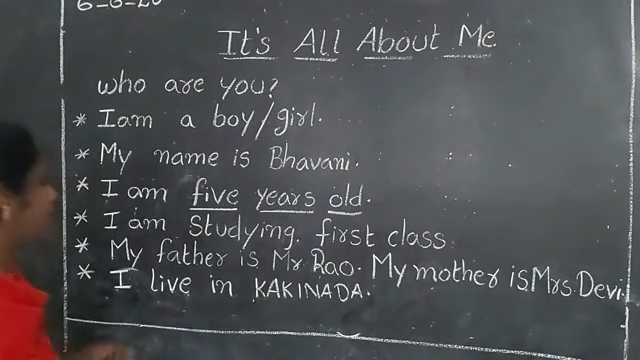 It's All About Me
who are you?
* I am a boy/girl.
* My name is Bhavani.
* I am five years old.
* I am studying first class.
* My father is Mr. Rao. My mother is Mrs. Devi.
* I live in KAKINADA.